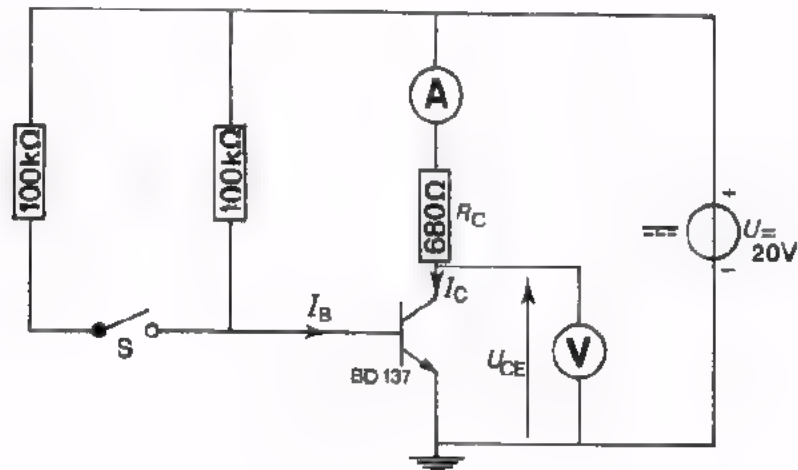 100kΩ
100kΩ
A
680Ω
RC
+
U=
20V
−
IC
IB
S
BD 137
UCE
V